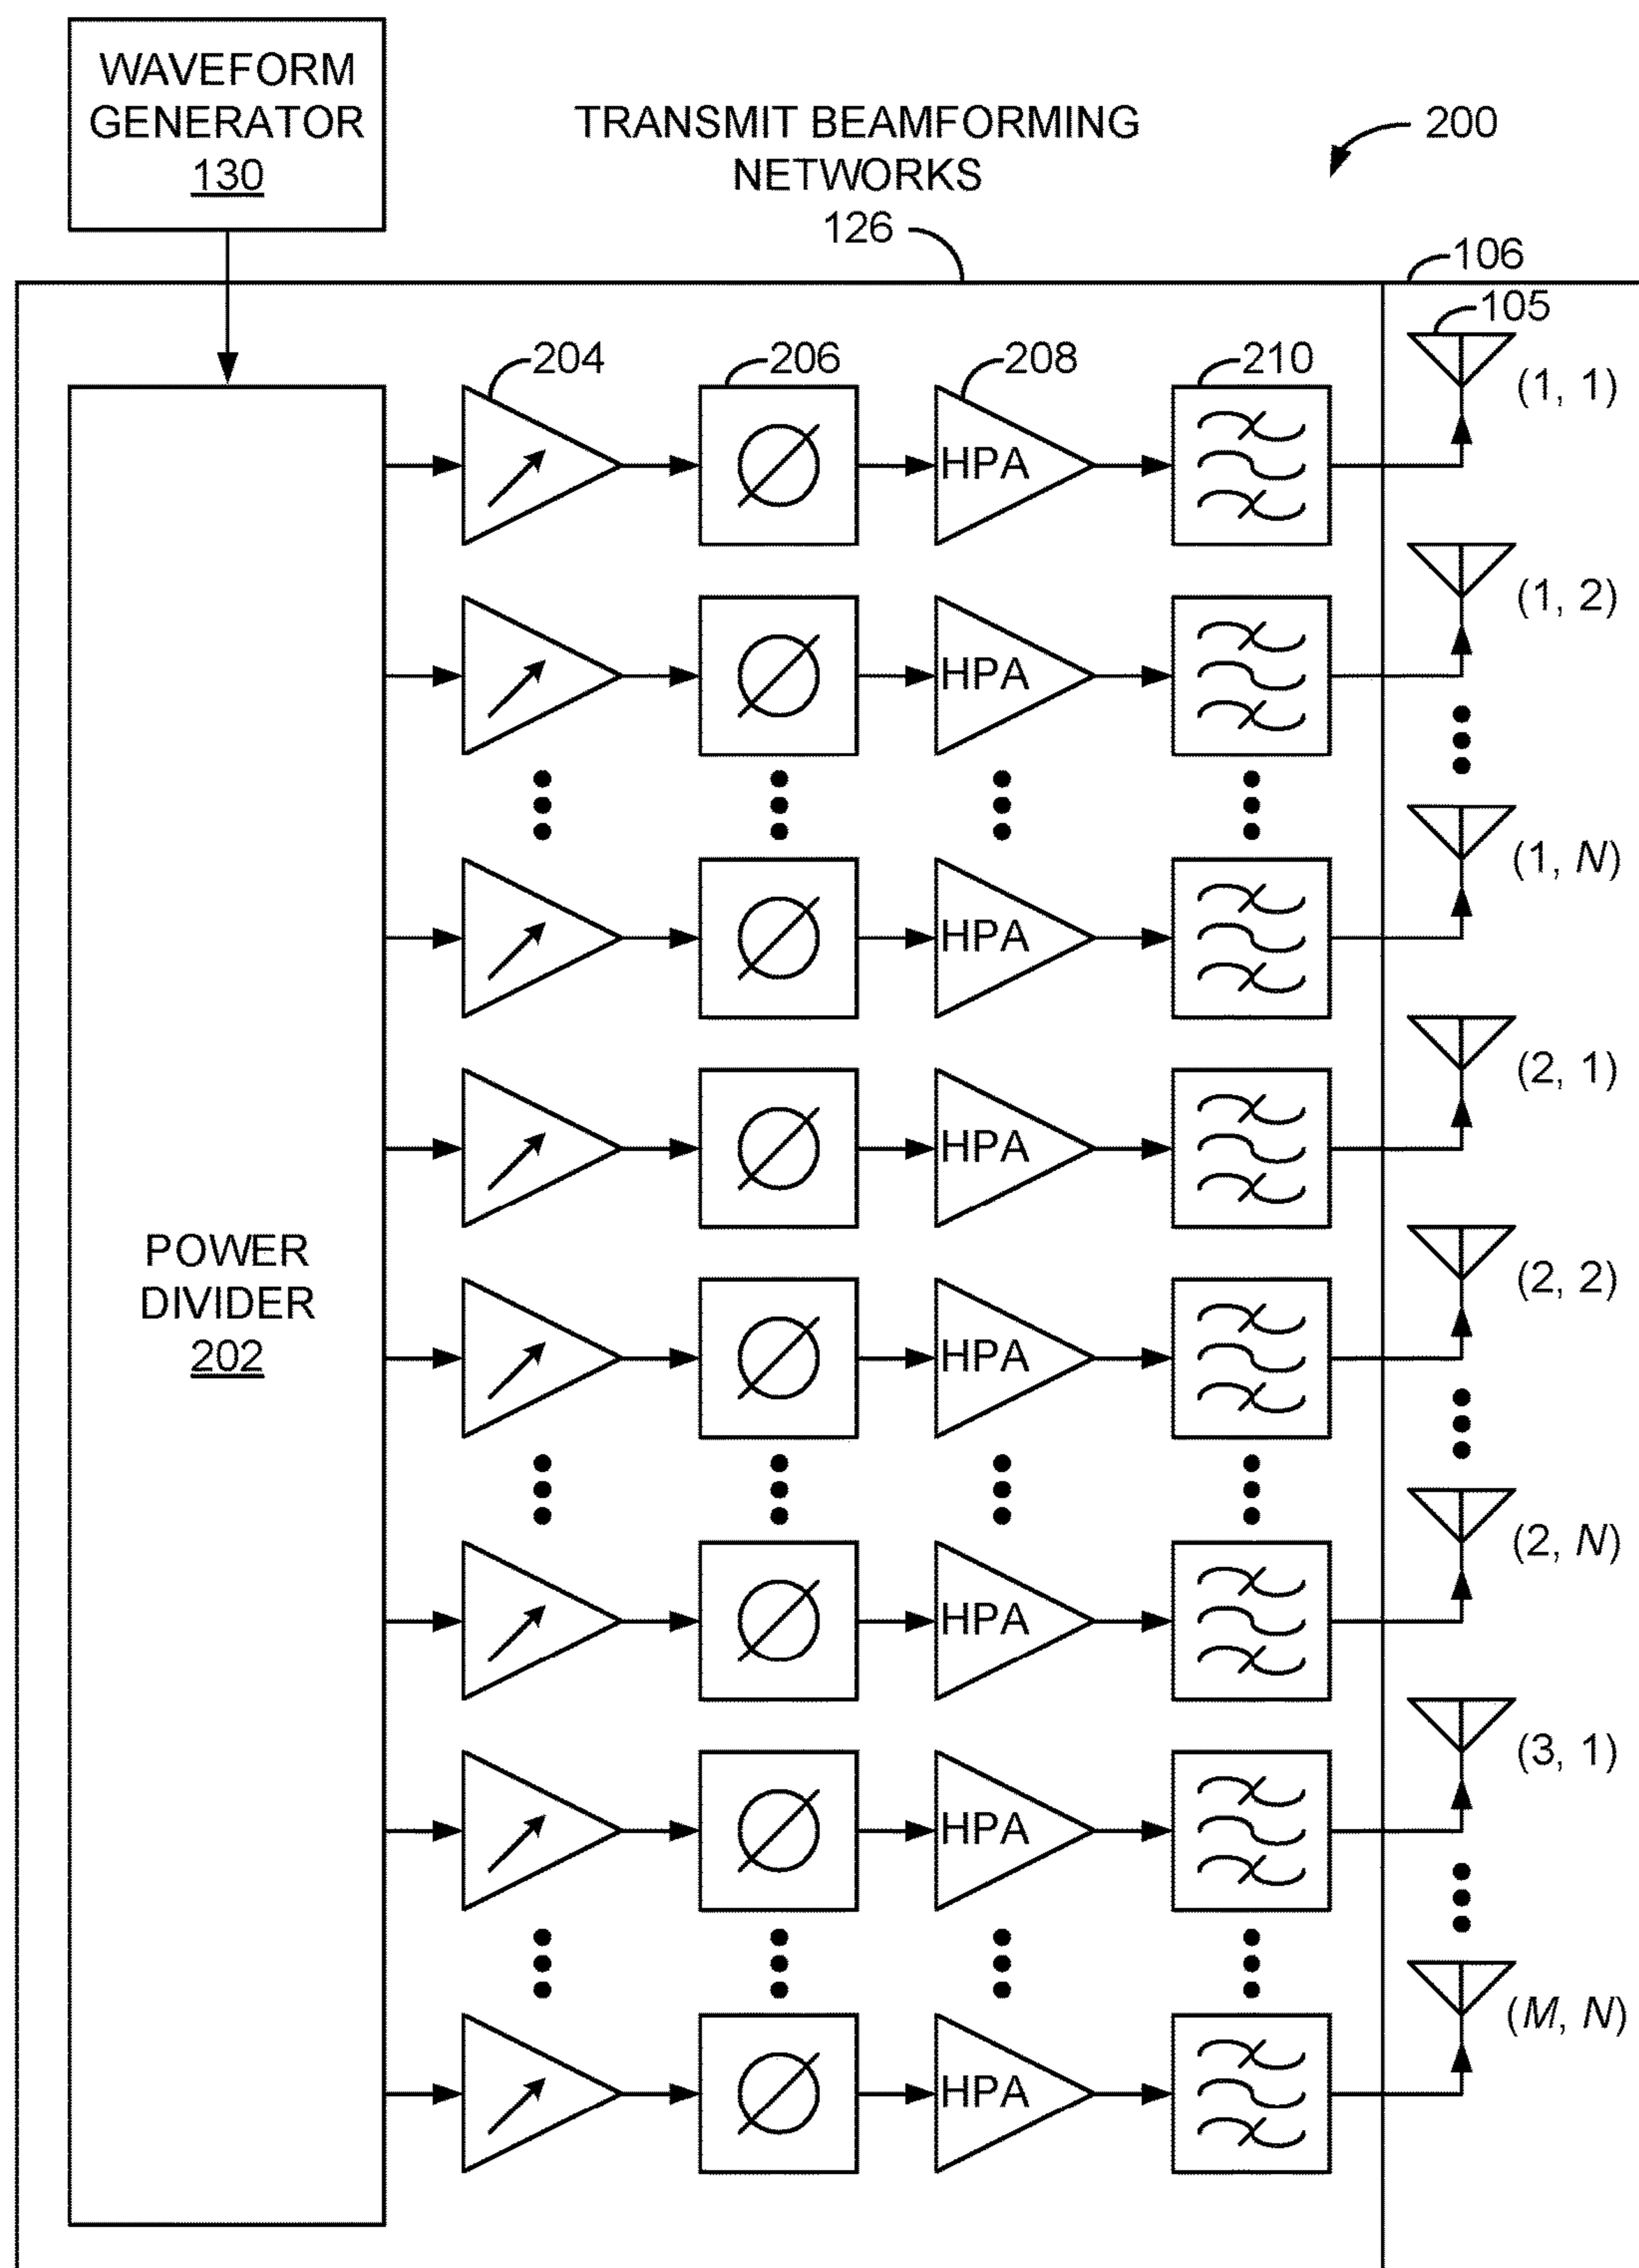 WAVEFORM
GENERATOR
130
TRANSMIT BEAMFORMING
NETWORKS
126
200
106
105
204
206
208
210
HPA
(1, 1)
HPA
(1, 2)
HPA
(1, N)
HPA
(2, 1)
POWER
DIVIDER
202
HPA
(2, 2)
HPA
(2, N)
HPA
(3, 1)
HPA
(M, N)